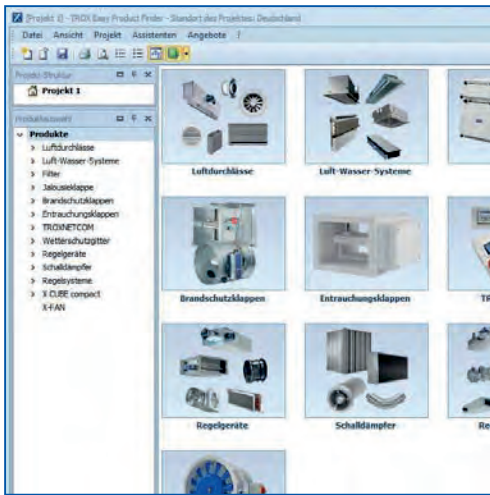 [Projekt 1] - TROX Easy Product Finder - Standort des Projektes: Deutschland
Datei Ansicht Projekt Assistenten Angebote ?
Projekt-Struktur
Projekt 1
Produktauswahl
Produkte
Luftdurchlässe
Luft-Wasser-Systeme
Filter
Jalousieklappe
Brandschutzklappen
Entrauchungsklappen
TROXNETCOM
Wetterschutzgitter
Regelgeräte
Schalldämpfer
Regelsysteme
X-CUBE compact
X-FAN
Luftdurchlässe
Luft-Wasser-Systeme
Brandschutzklappen
Entrauchungsklappen
TR
Regelgeräte
Schalldämpfer
Re